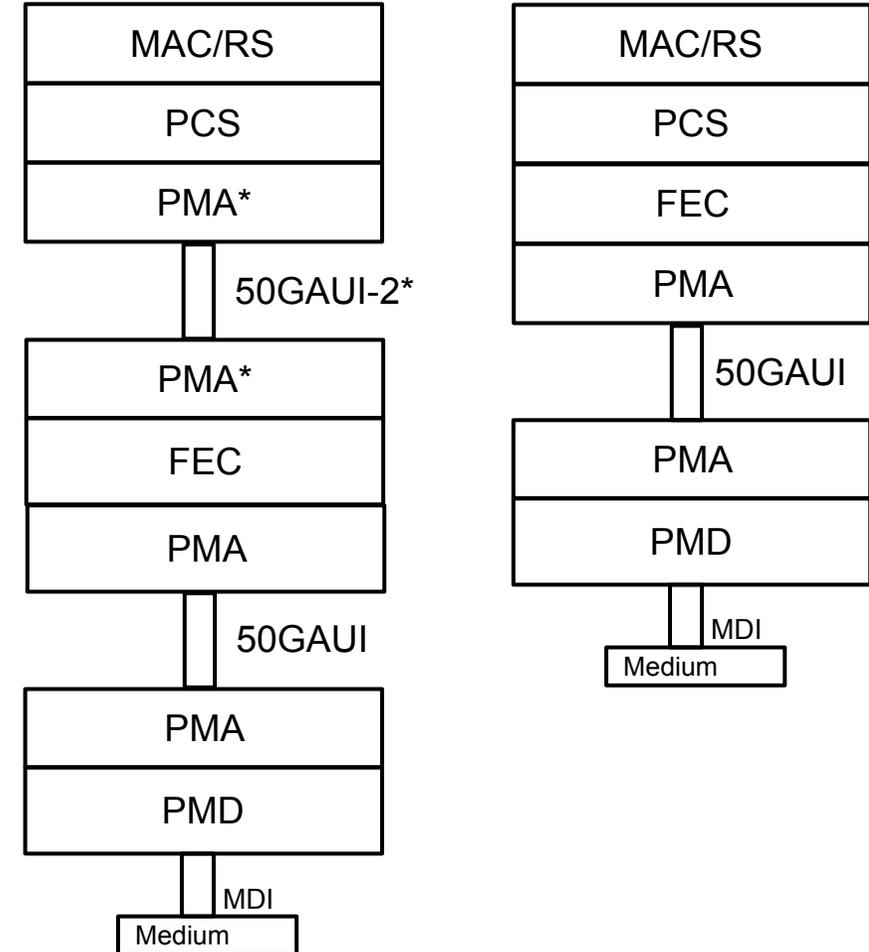 MAC/RS
PCS
PMA*
50GAUI-2*
PMA*
FEC
PMA
50GAUI
PMA
PMD
MDI
Medium
MAC/RS
PCS
FEC
PMA
50GAUI
PMA
PMD
MDI
Medium